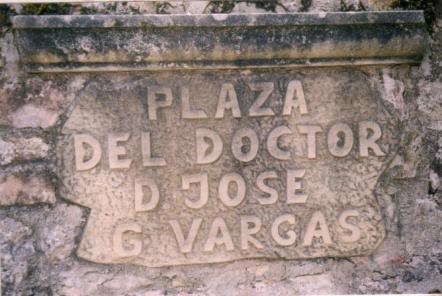 PLAZA
DEL DOCTOR
D JOSE
G VARGAS